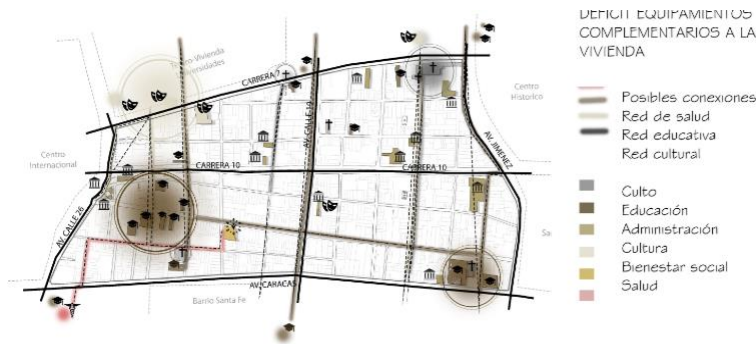 DEFICIT EQUIPAMIENTOS
COMPLEMENTARIOS A LA
VIVIENDA
Posibles conexiones
Red de salud
Red educativa
Red cultural
Culto
Educación
Administración
Cultura
Bienestar social
Salud
Vivienda
CARRERA 7
Centro
Historico
Centro
Internacional
AV. CALLE 19
AV. JIMENEZ
CARRERA 10
CARRERA 10
AV. CALLE 26
AV. CARACAS
Barrio Santa Fe